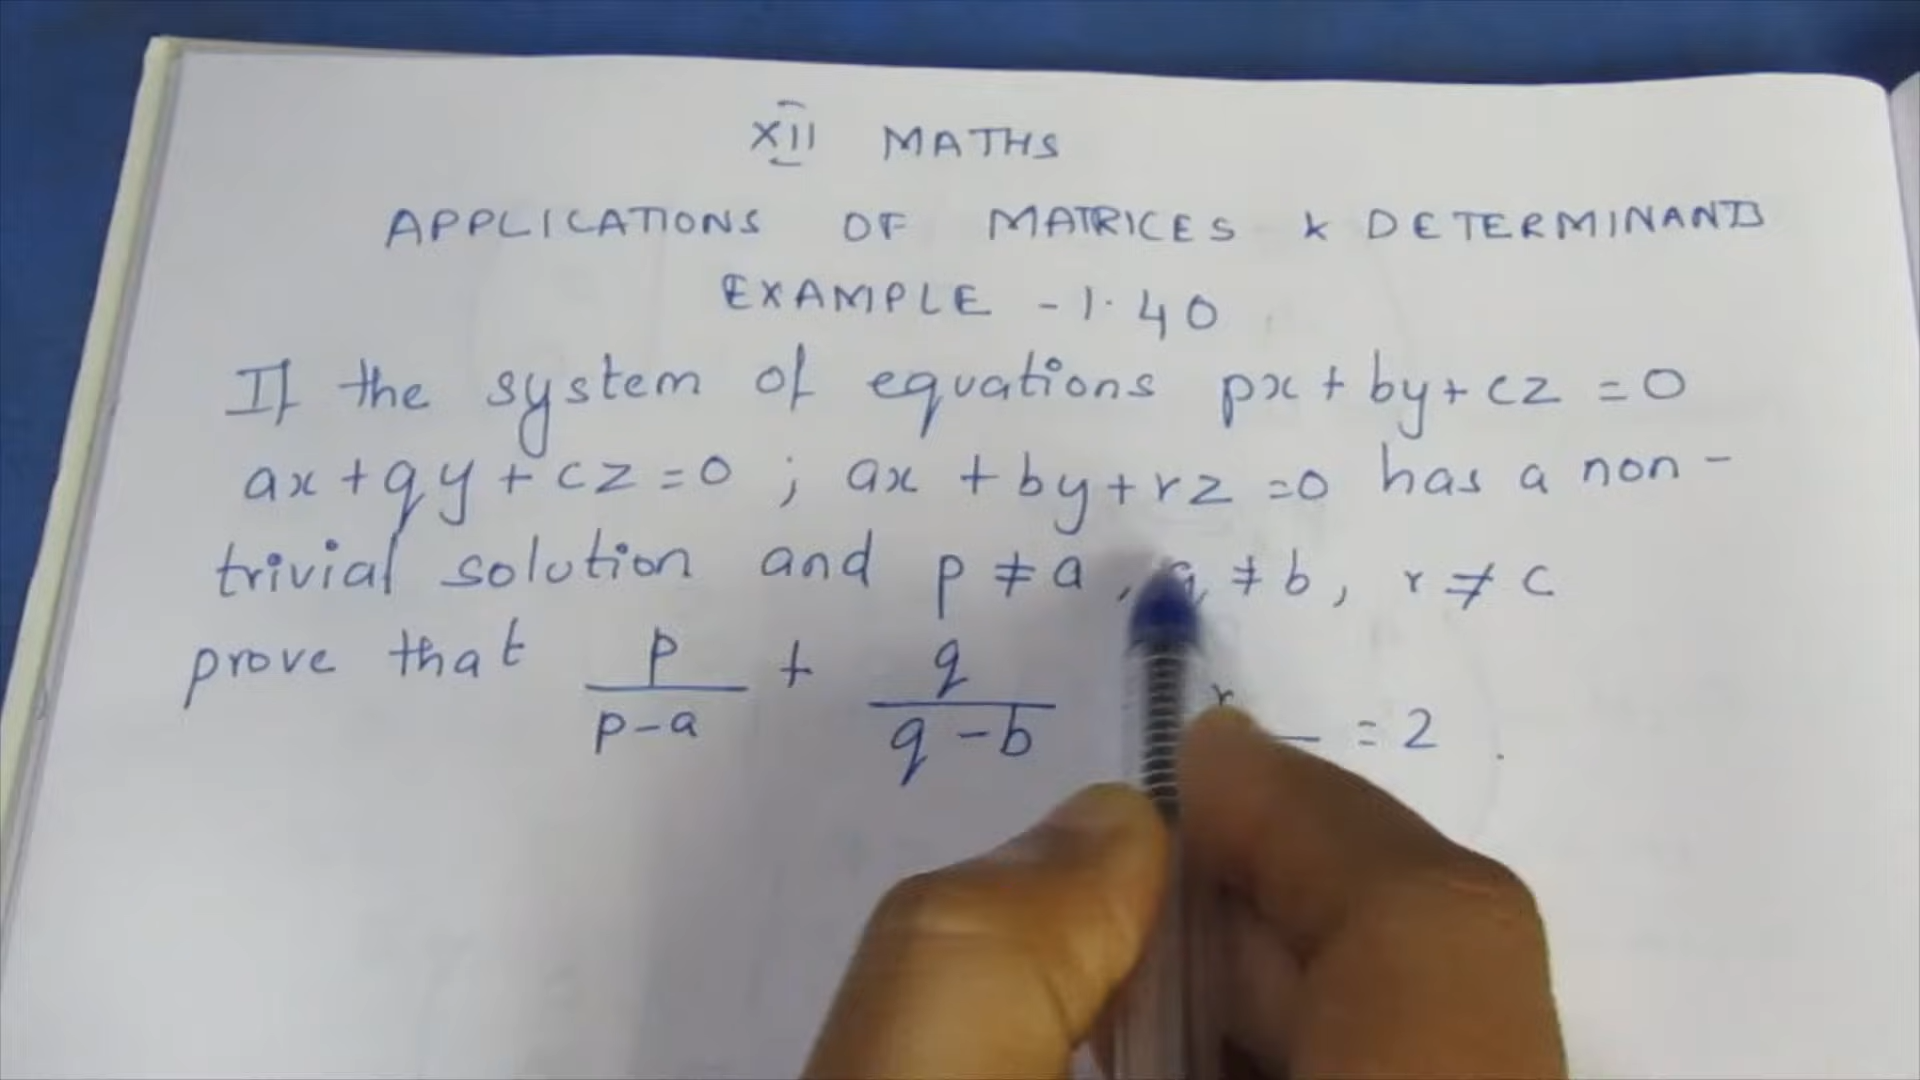 XII MATHS
APPLICATIONS OF MATRICES & DETERMINANTS
EXAMPLE - 1.40
If the system of equations px + by + cz = 0
ax + qy + cz = 0 ; ax + by + rz = 0 has a non -
trivial solution and p ≠ a , q ≠ b, r ≠ c
prove that p/p-a + q/q-b r = 2 .